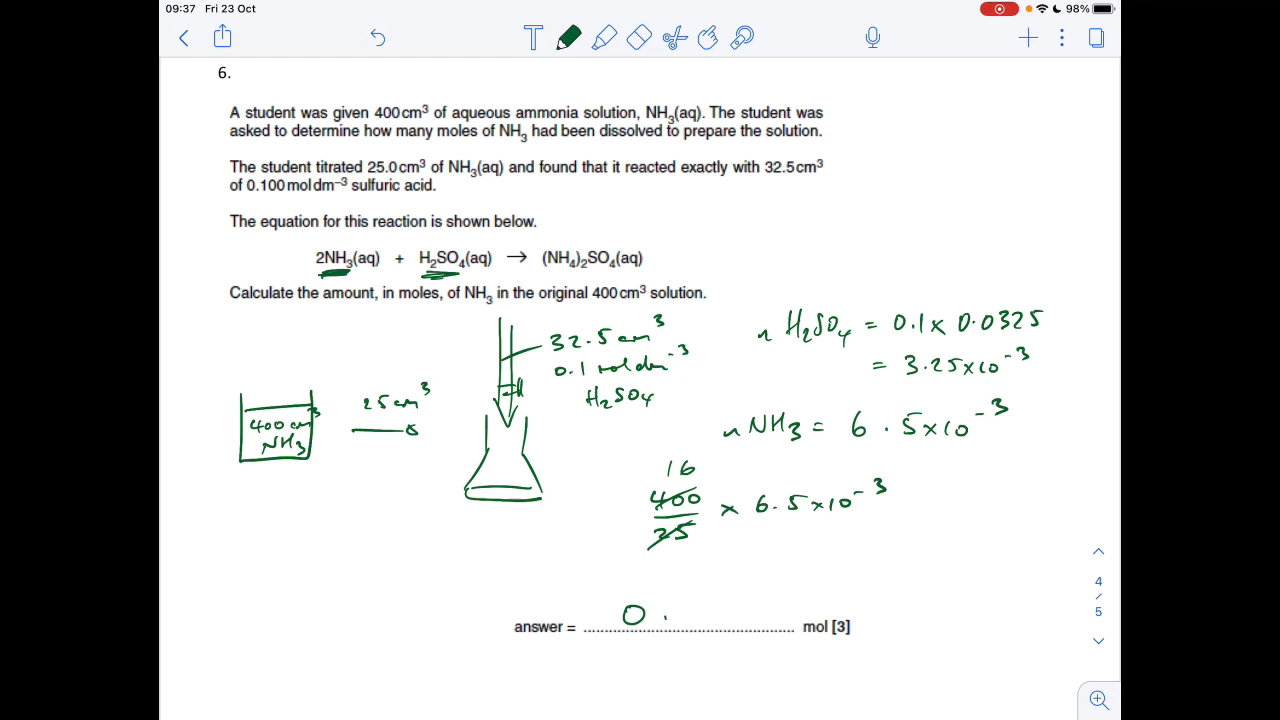 09:37 Fri 23 Oct
98%
T
6.
A student was given 400 cm³ of aqueous ammonia solution, NH₃(aq). The student was
asked to determine how many moles of NH₃ had been dissolved to prepare the solution.
The student titrated 25.0 cm³ of NH₃(aq) and found that it reacted exactly with 32.5 cm³
of 0.100 mol dm⁻³ sulfuric acid.
The equation for this reaction is shown below.
2NH₃(aq) + H₂SO₄(aq) → (NH₄)₂SO₄(aq)
Calculate the amount, in moles, of NH₃ in the original 400 cm³ solution.
32.5 cm³
0.1 mol dm⁻³
H₂SO₄
25 cm³
400 cm³
NH₃
n H₂SO₄ = 0.1 × 0.0325
= 3.25 × 10⁻³
n NH₃ = 6.5 × 10⁻³
16
400
25
× 6.5 × 10⁻³
0.
answer = .................................................. mol [3]
4
/
5